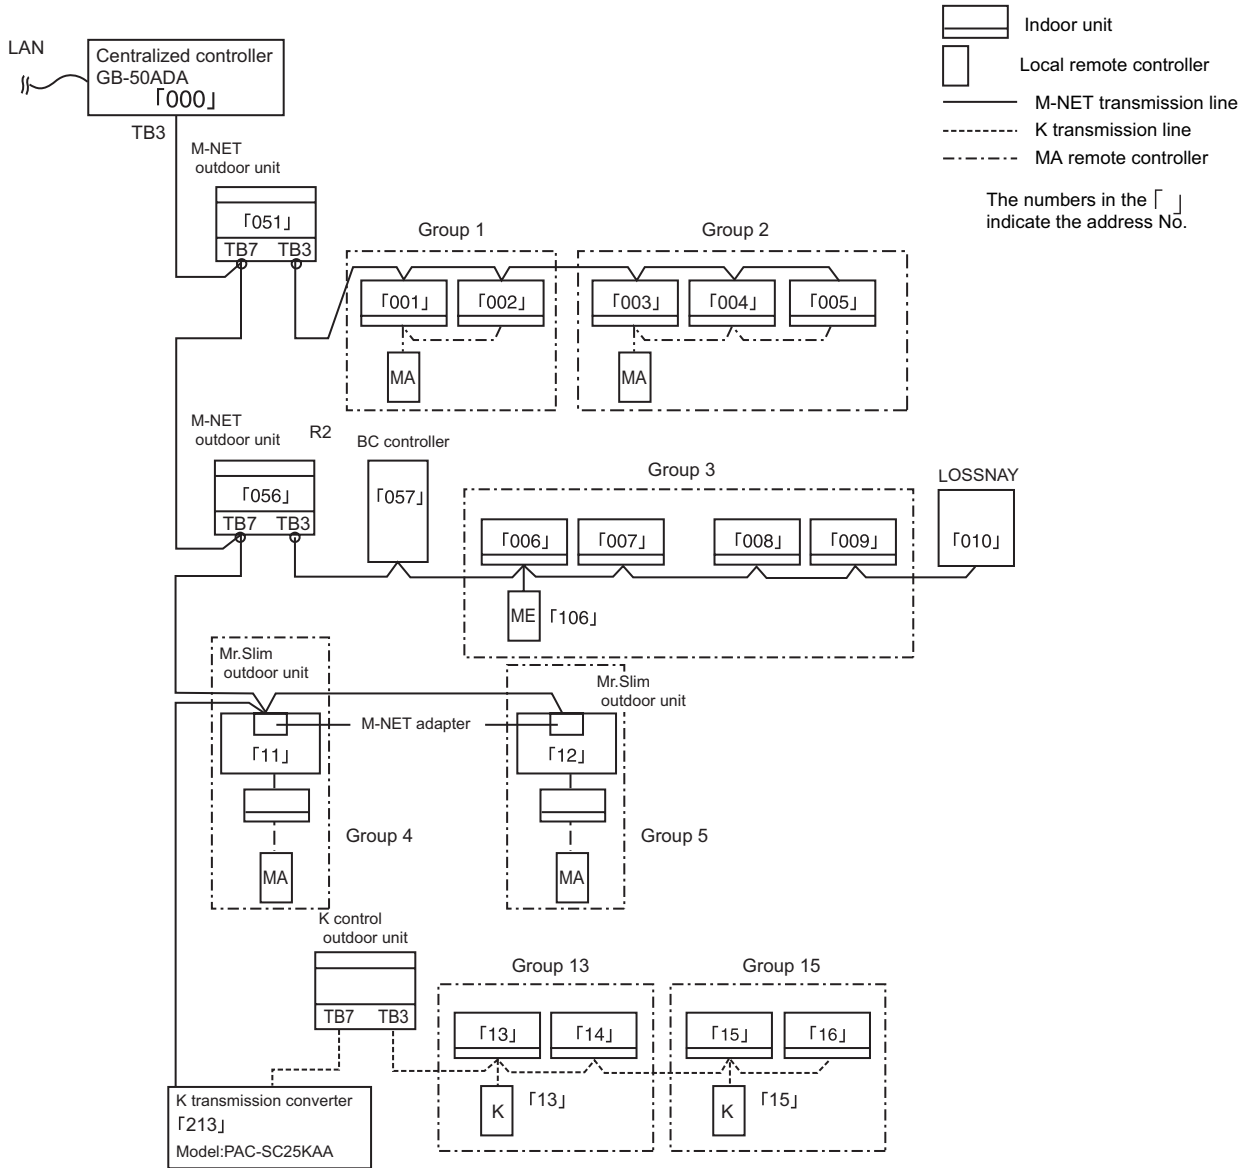 LAN
Centralized controller
GB-50ADA
「000」
TB3
Indoor unit
Local remote controller
M-NET transmission line
K transmission line
MA remote controller
The numbers in the「 」
indicate the address No.
M-NET
outdoor unit
「051」
TB7 TB3
Group 1
Group 2
「001」 「002」 「003」 「004」 「005」
MA MA
M-NET
outdoor unit
R2
BC controller
「056」
TB7 TB3
「057」
Group 3
LOSSNAY
「006」 「007」 「008」 「009」 「010」
ME 「106」
Mr.Slim
outdoor unit
Mr.Slim
outdoor unit
M-NET adapter
「11」 「12」
Group 4 Group 5
MA MA
K control
outdoor unit
TB7 TB3
Group 13 Group 15
「13」 「14」 「15」 「16」
K 「13」 K 「15」
K transmission converter
「213」
Model:PAC-SC25KAA